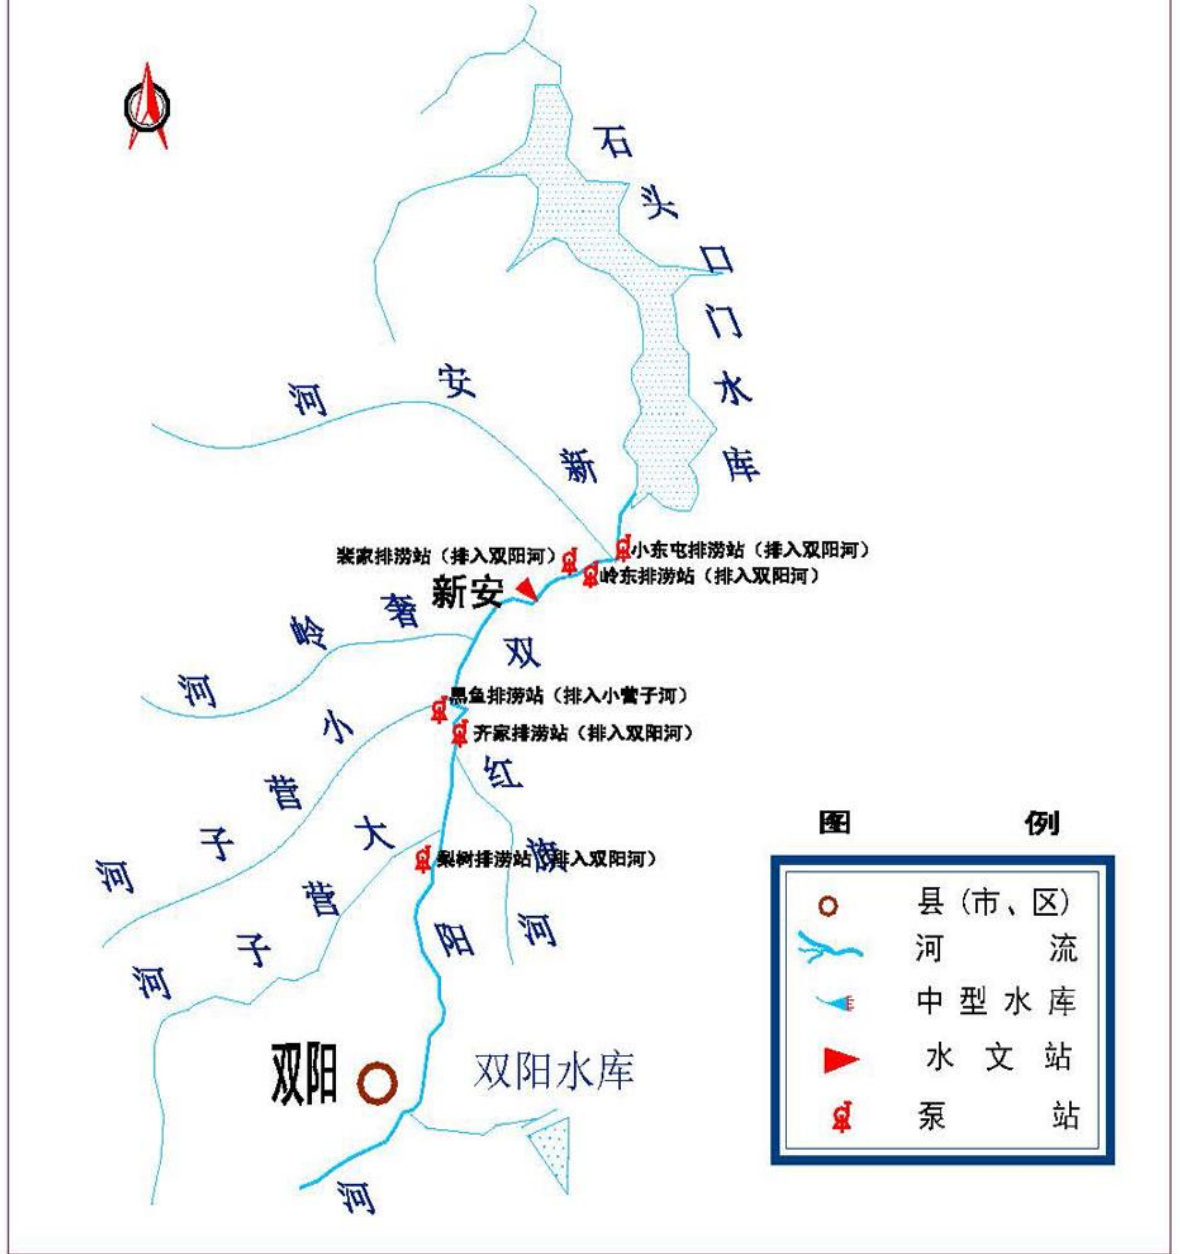 石头口门水库
新安河
裴家排涝站（排入双阳河）
小东屯排涝站（排入双阳河）
岭东排涝站（排入双阳河）
新安
奢岭河
黑鱼排涝站（排入小营子河）
小营子河
齐家排涝站（排入双阳河）
双阳河
红旗河
大营子河
梨树排涝站（排入双阳河）
双阳
双阳水库
图 例
县（市、区）
河 流
中 型 水 库
水 文 站
泵 站